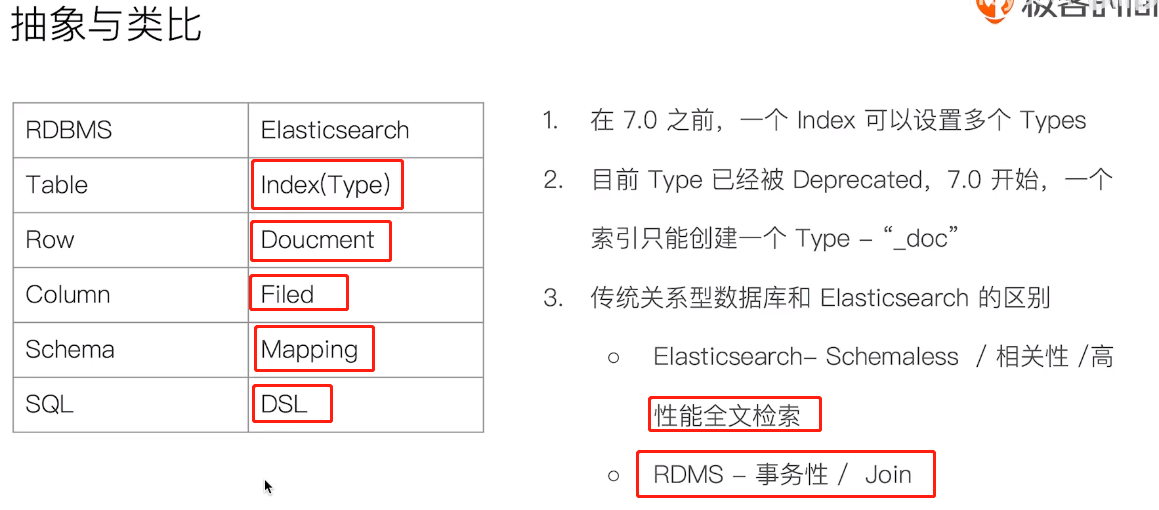 抽象与类比
RDBMS Elasticsearch
Table Index(Type)
Row Doucment
Column Filed
Schema Mapping
SQL DSL
1. 在 7.0 之前，一个 Index 可以设置多个 Types
2. 目前 Type 已经被 Deprecated，7.0 开始，一个
索引只能创建一个 Type - “_doc”
3. 传统关系型数据库和 Elasticsearch 的区别
○ Elasticsearch- Schemaless / 相关性 /高
性能全文检索
○ RDMS - 事务性 / Join